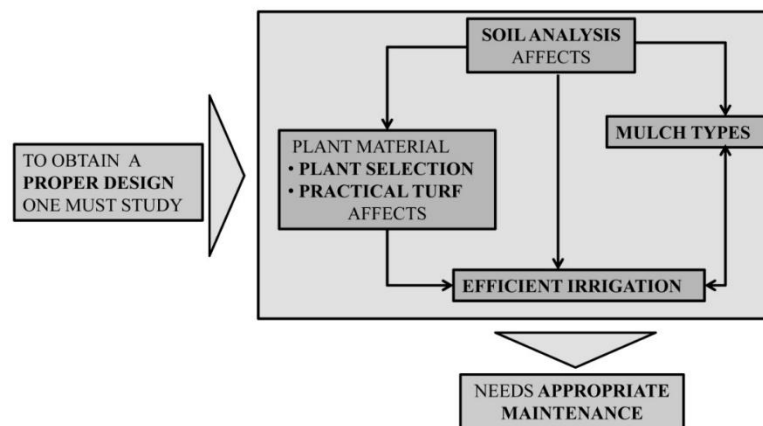 TO OBTAIN A
PROPER DESIGN
ONE MUST STUDY
SOIL ANALYSIS
AFFECTS
PLANT MATERIAL
• PLANT SELECTION
• PRACTICAL TURF
AFFECTS
MULCH TYPES
EFFICIENT IRRIGATION
NEEDS APPROPRIATE
MAINTENANCE